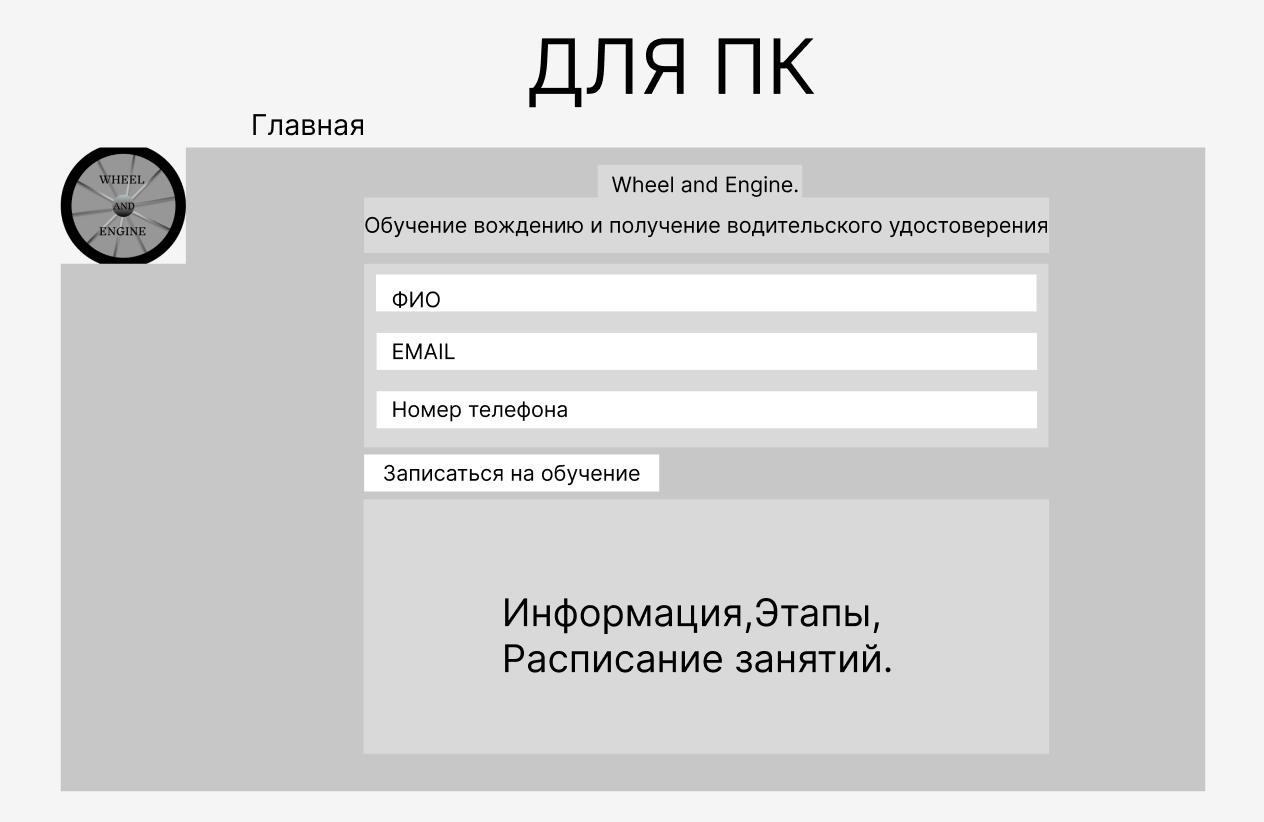 ДЛЯ ПК
Главная
WHEEL
AND
ENGINE
Wheel and Engine.
Обучение вождению и получение водительского удостоверения
ФИО
EMAIL
Номер телефона
Записаться на обучение
Информация,Этапы,
Расписание занятий.